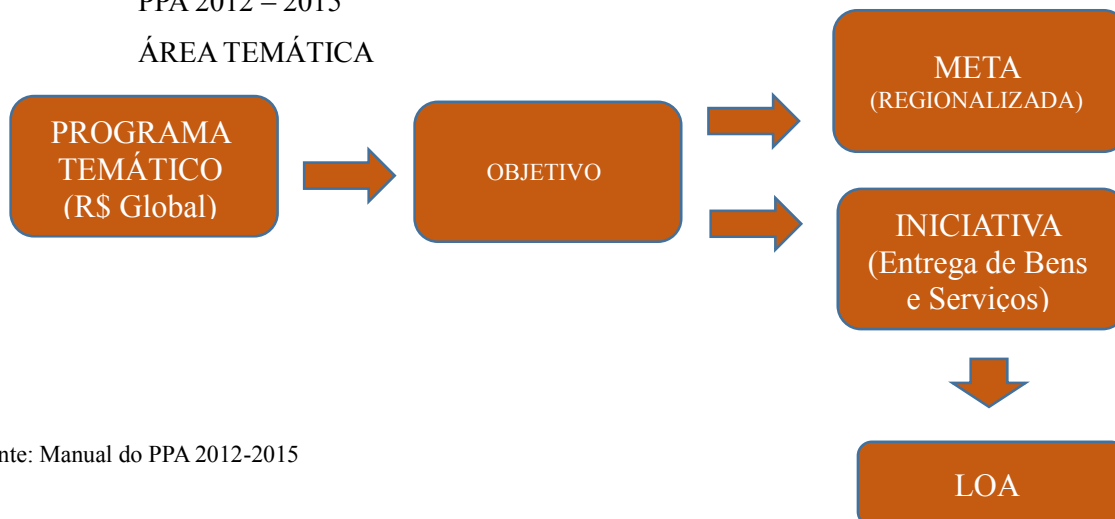 PPA 2012 – 2015
ÁREA TEMÁTICA
PROGRAMA
TEMÁTICO
(R$ Global)
OBJETIVO
META
(REGIONALIZADA)
INICIATIVA
(Entrega de Bens
e Serviços)
LOA
nte: Manual do PPA 2012-2015